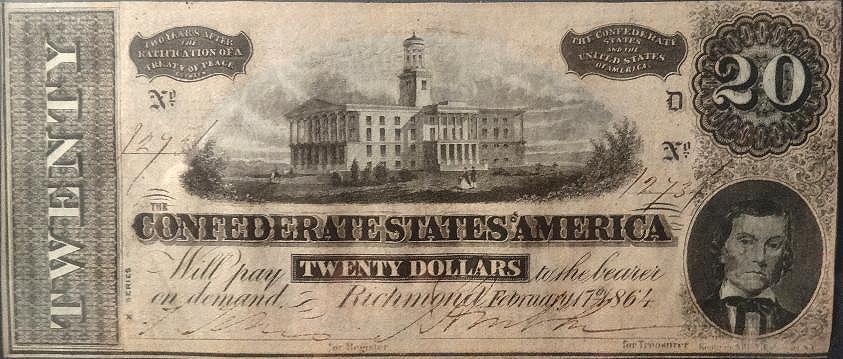 TWENTY
TWO YEARS AFTER
THE
RATIFICATION OF A
TREATY OF PEACE
BETWEEN
THE CONFEDERATE
STATES
AND THE
UNITED STATES
OF AMERICA.
20
No.
D
No.
THE
CONFEDERATE STATES OF AMERICA
Will pay TWENTY DOLLARS to the bearer
on demand. Richmond, February 17th 1864
X SERIES
for Register
for Treasurer